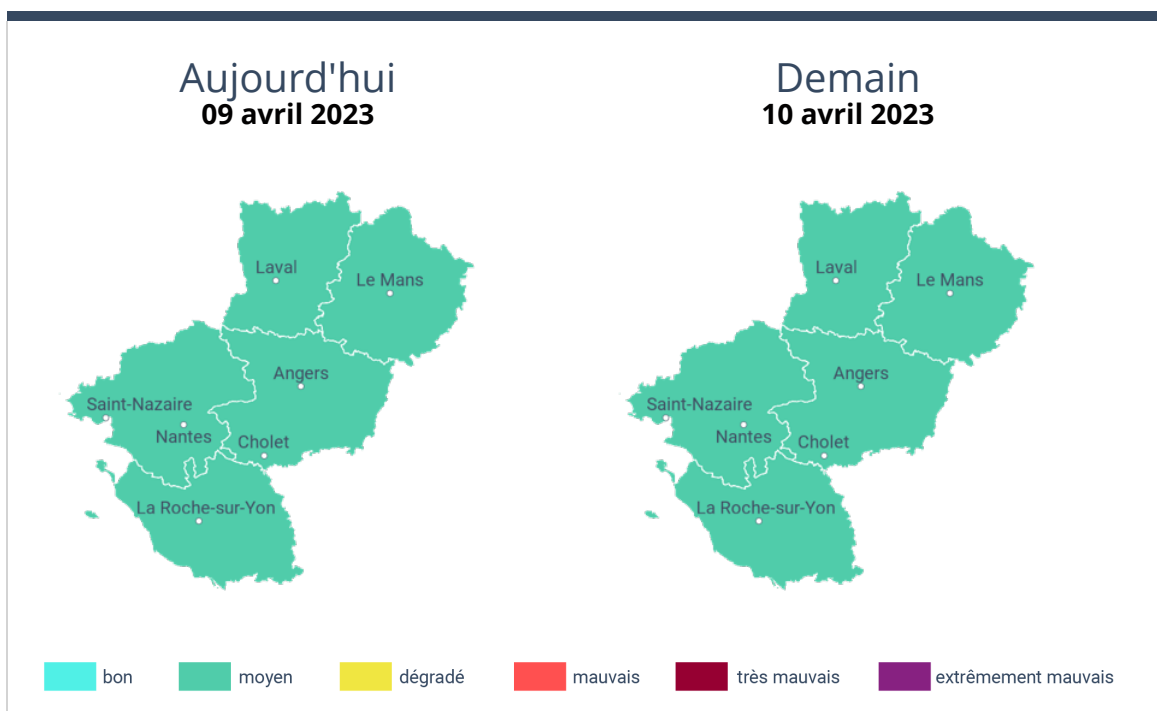 Aujourd'hui
09 avril 2023
Laval
Le Mans
Angers
Saint-Nazaire
Nantes
Cholet
La Roche-sur-Yon
Demain
10 avril 2023
Laval
Le Mans
Angers
Saint-Nazaire
Nantes
Cholet
La Roche-sur-Yon
bon
moyen
dégradé
mauvais
très mauvais
extrêmement mauvais